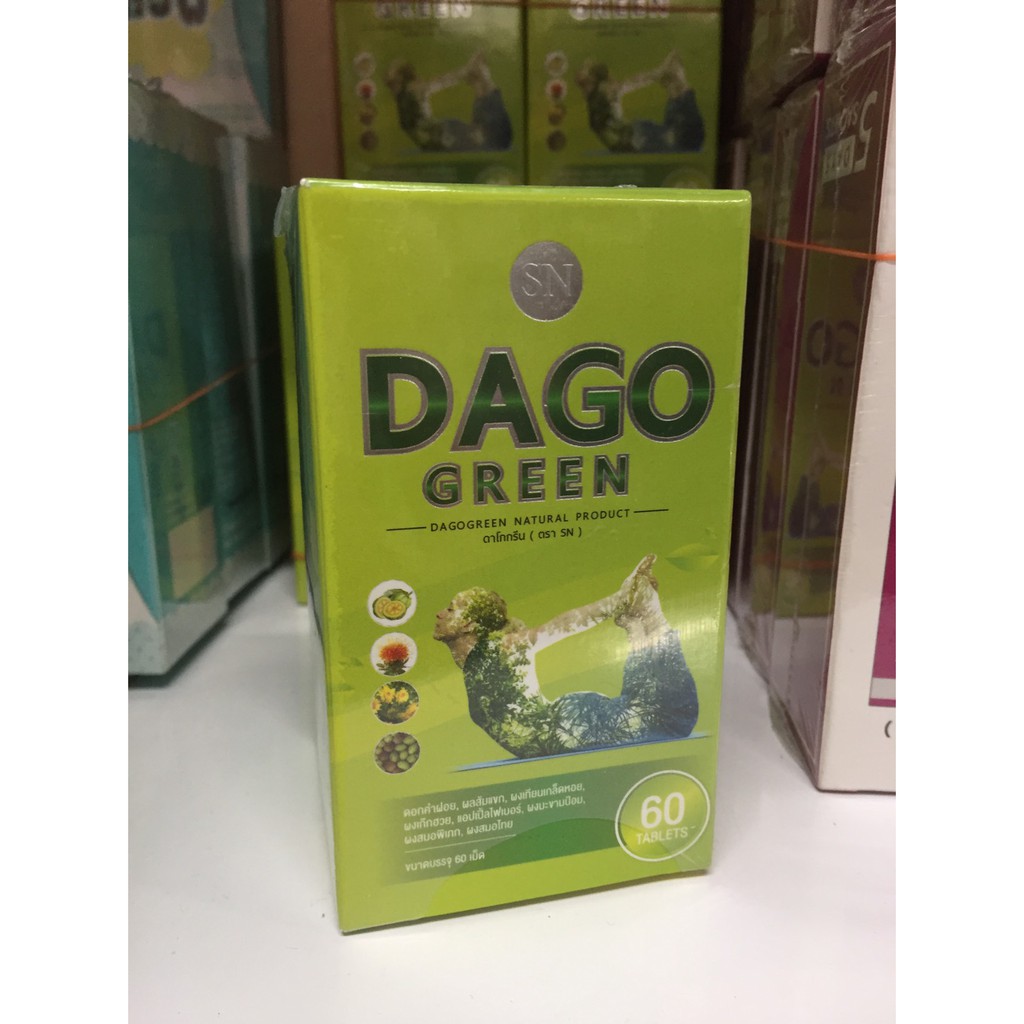 GREEN
GREEN
SN
DAGO
GREEN
DAGOGREEN NATURAL PRODUCT
ดาโกกรีน ( ตรา SN )
ดอกคำฝอย, ผลส้มแขก, ผงเทียนเกล็ดหอย,
ผงเก๊กฮวย, แอปเปิ้ลไฟเบอร์, ผงมะขามป้อม,
ผงสมอพิเภก, ผงสมอไทย
ขนาดบรรจุ 60 เม็ด
60
TABLETS
5
DAYS